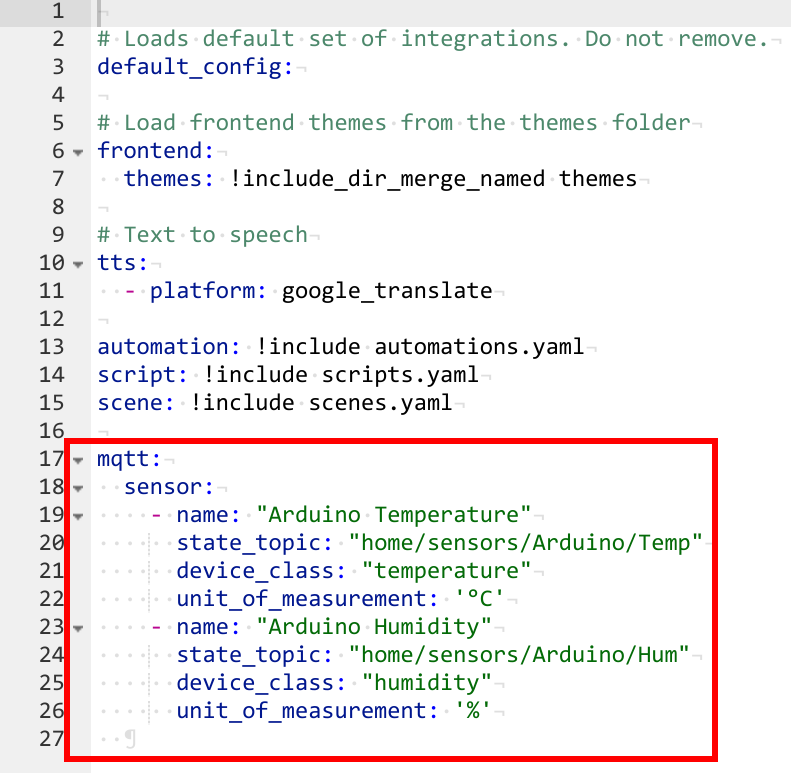 1
2 # Loads default set of integrations. Do not remove.
3 default_config:
4
5 # Load frontend themes from the themes folder
6 frontend:
7   themes: !include_dir_merge_named themes
8
9 # Text to speech
10 tts:
11   - platform: google_translate
12
13 automation: !include automations.yaml
14 script: !include scripts.yaml
15 scene: !include scenes.yaml
16
17 mqtt:
18   sensor:
19     - name: "Arduino Temperature"
20       state_topic: "home/sensors/Arduino/Temp"
21       device_class: "temperature"
22       unit_of_measurement: '°C'
23     - name: "Arduino Humidity"
24       state_topic: "home/sensors/Arduino/Hum"
25       device_class: "humidity"
26       unit_of_measurement: '%'
27